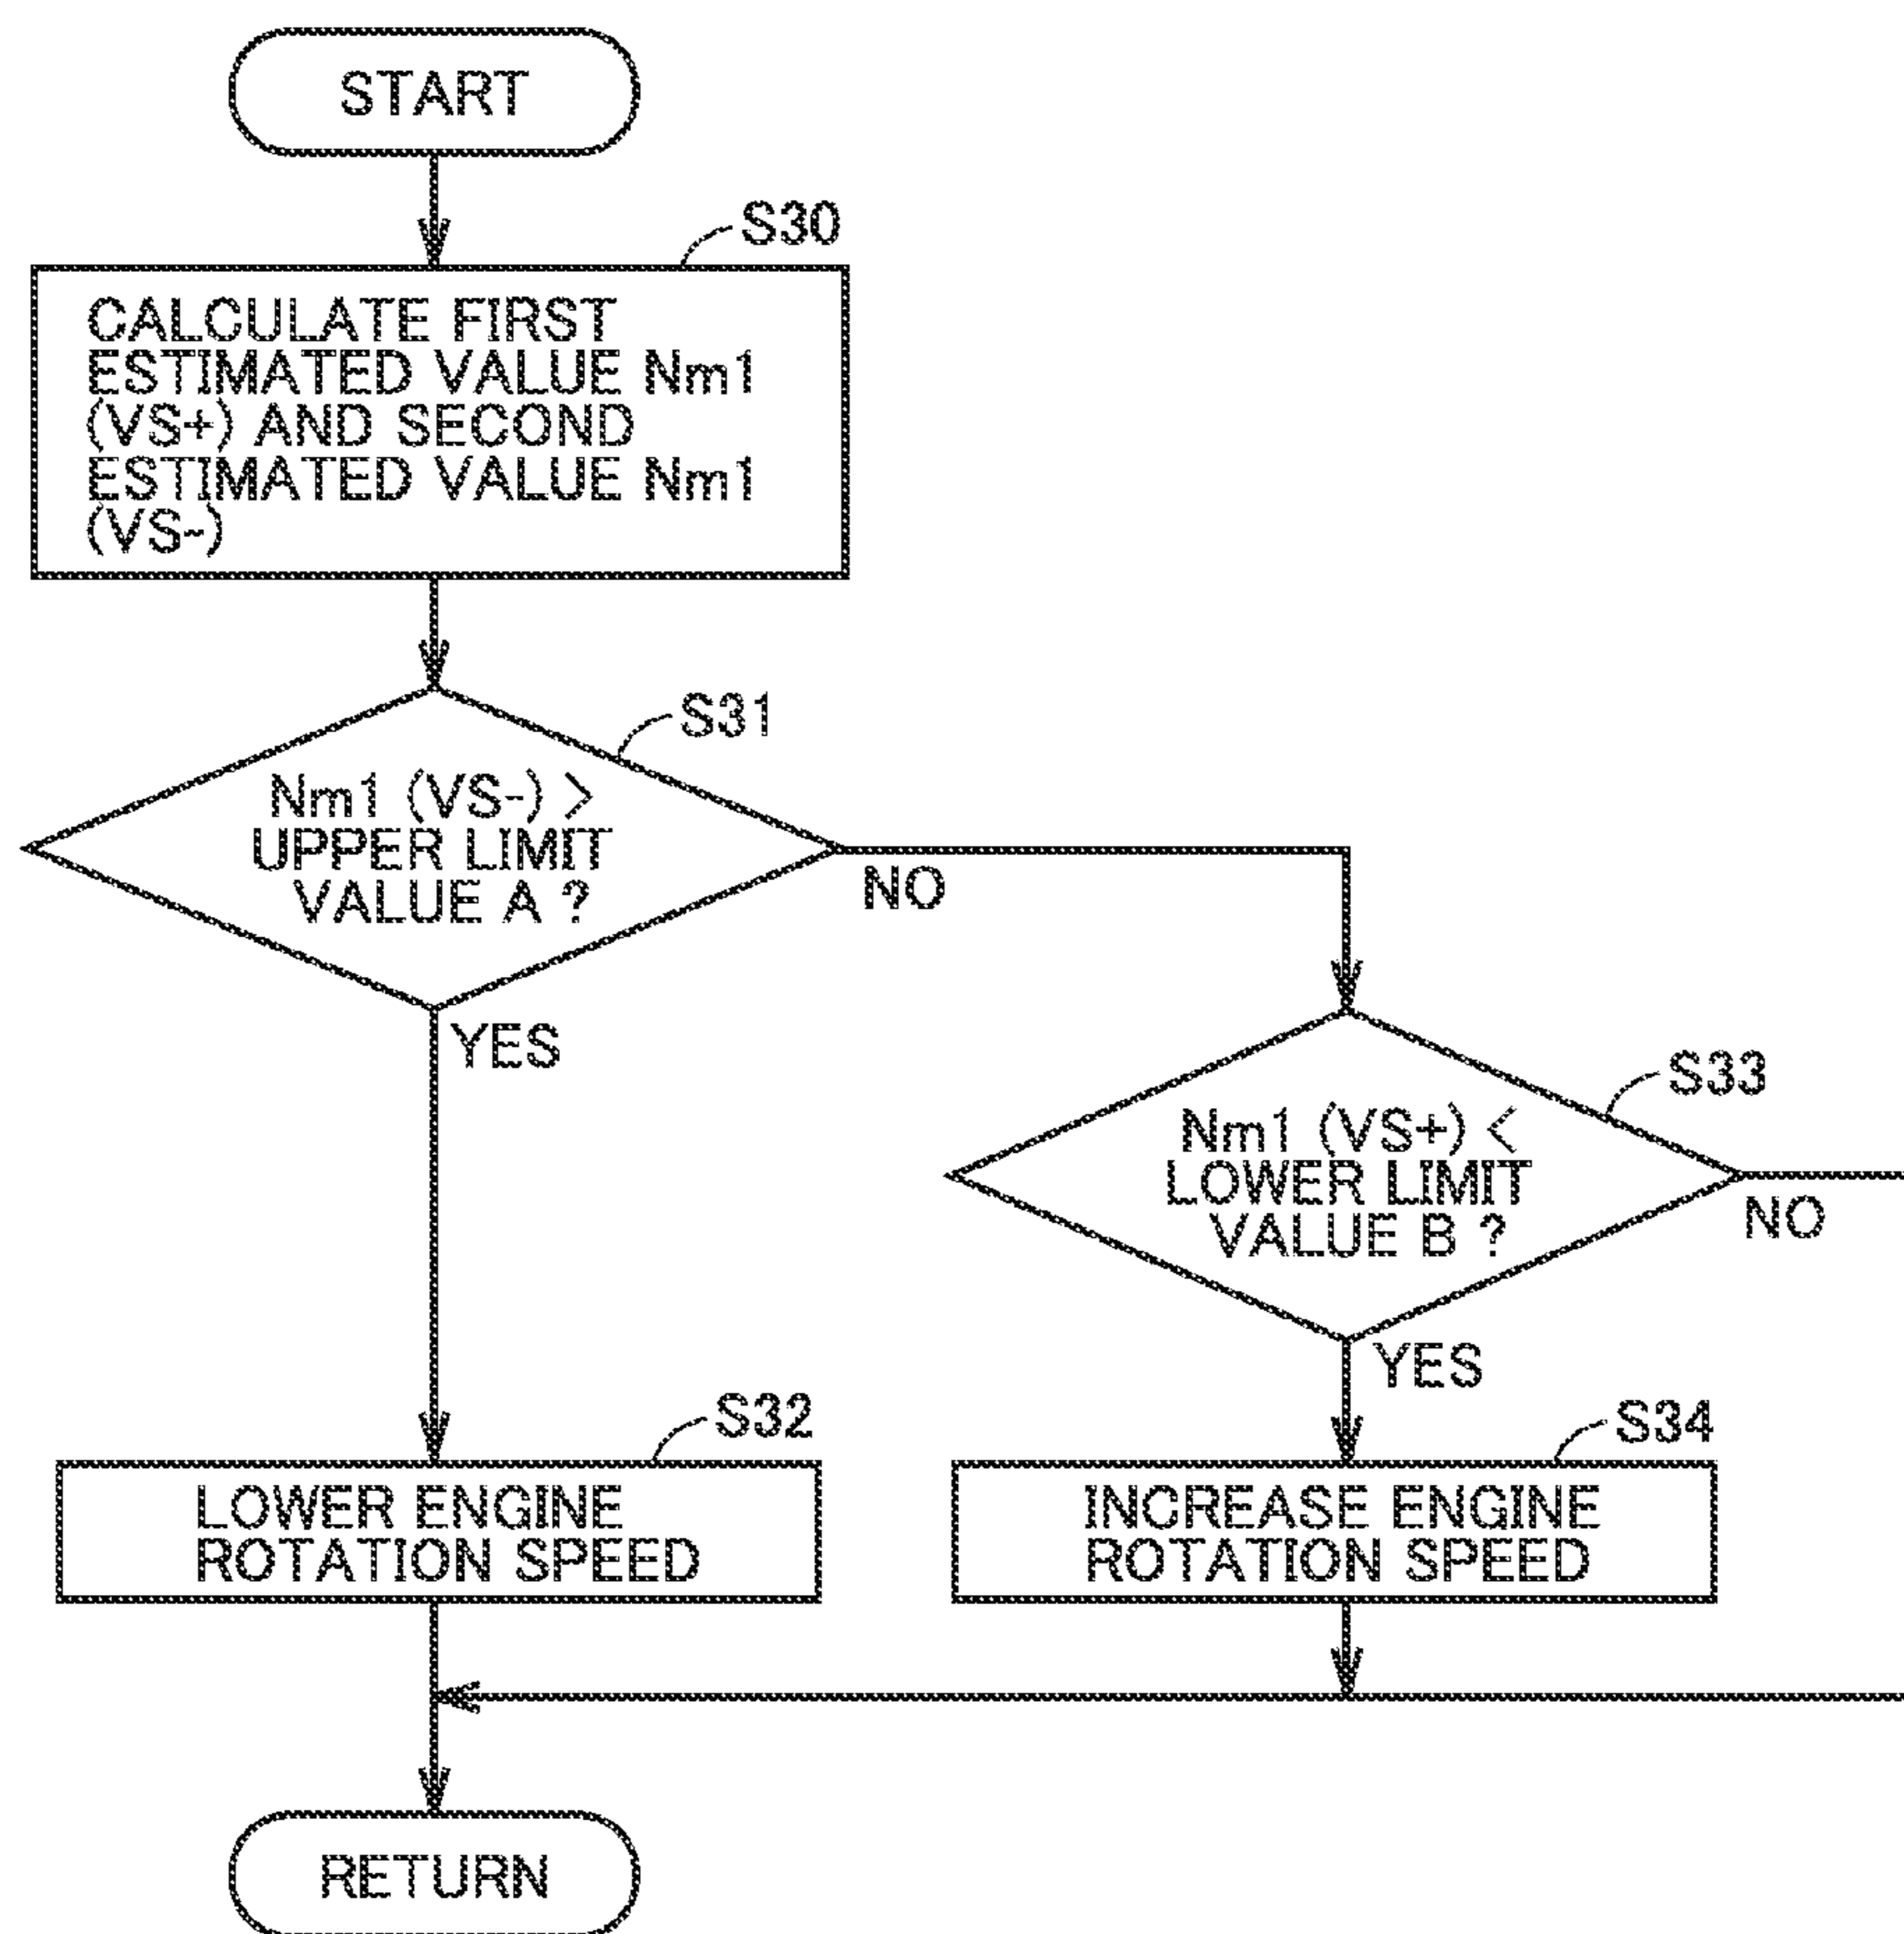 START
S30
CALCULATE FIRST
ESTIMATED VALUE Nm1
(VS+) AND SECOND
ESTIMATED VALUE Nm1
(VS-)
S31
Nm1 (VS-) >
UPPER LIMIT
VALUE A ?
NO
YES
S33
Nm1 (VS+) <
LOWER LIMIT
VALUE B ?
NO
YES
S32
LOWER ENGINE
ROTATION SPEED
S34
INCREASE ENGINE
ROTATION SPEED
RETURN